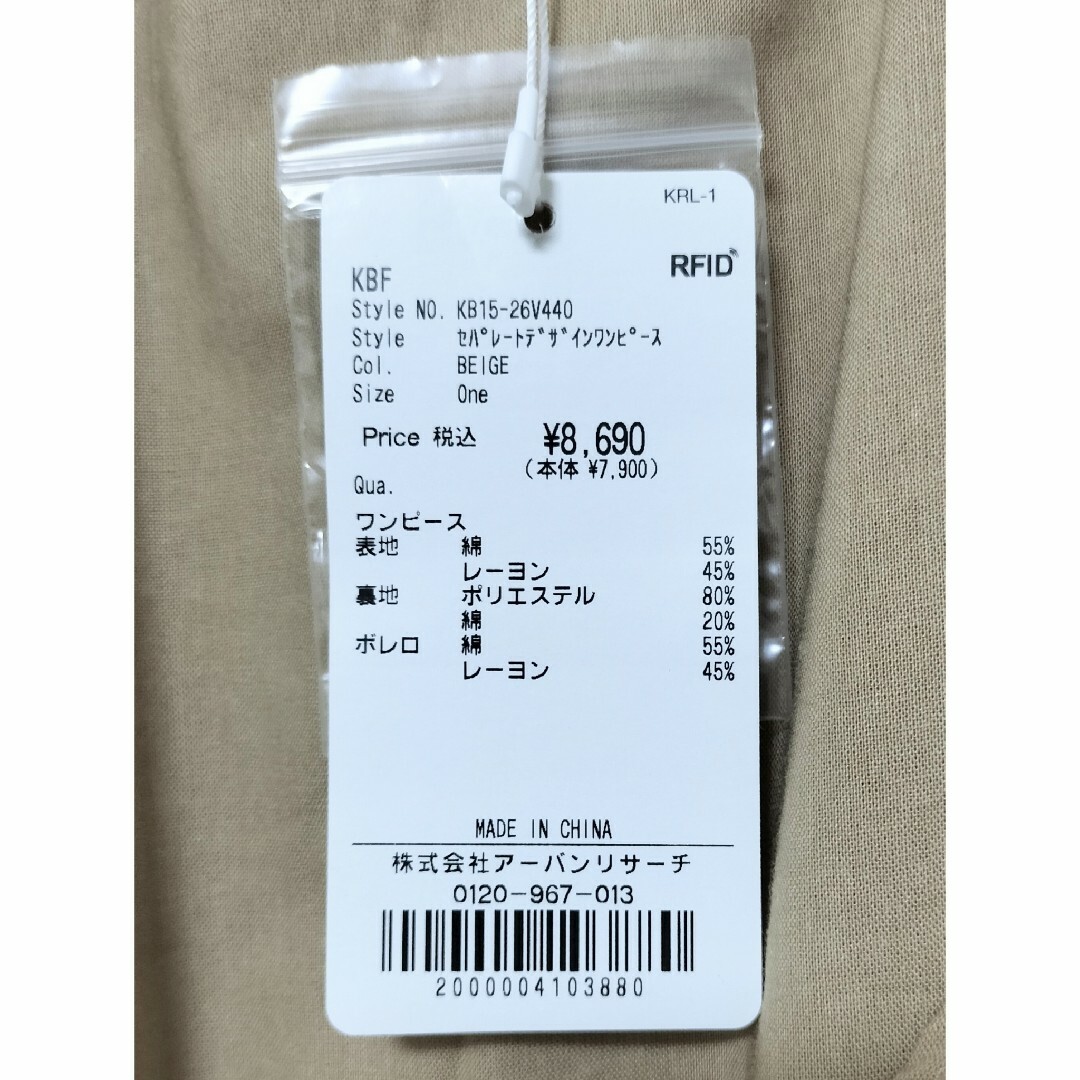 KRL-1
RFID
KBF
Style NO. KB15-26V440
Style ｾﾊﾟﾚｰﾄﾃﾞｻﾞｲﾝﾜﾝﾋﾟｰｽ
Col. BEIGE
Size One
Price 税込 ¥8,690
(本体 ¥7,900)
Qua.
ワンピース
表地 綿 55%
レーヨン 45%
裏地 ポリエステル 80%
綿 20%
ボレロ 綿 55%
レーヨン 45%
MADE IN CHINA
株式会社アーバンリサーチ
0120-967-013
2000004103880